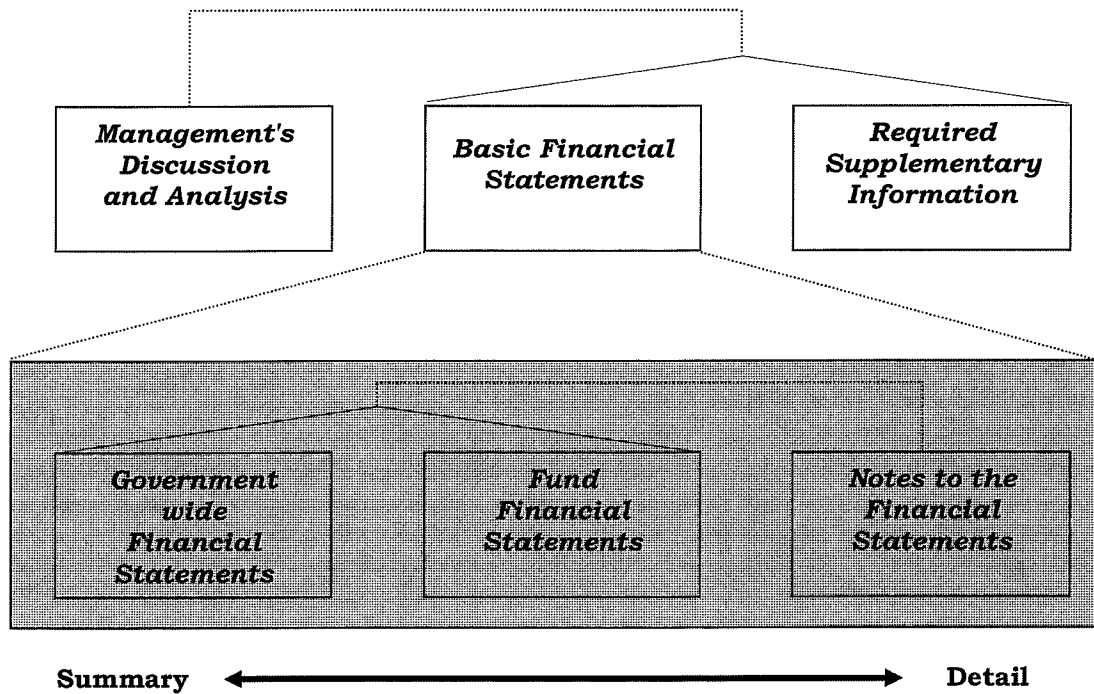 Management's
Discussion
and Analysis
Basic Financial
Statements
Required
Supplementary
Information
Government
wide
Financial
Statements
Fund
Financial
Statements
Notes to the
Financial
Statements
Summary
Detail